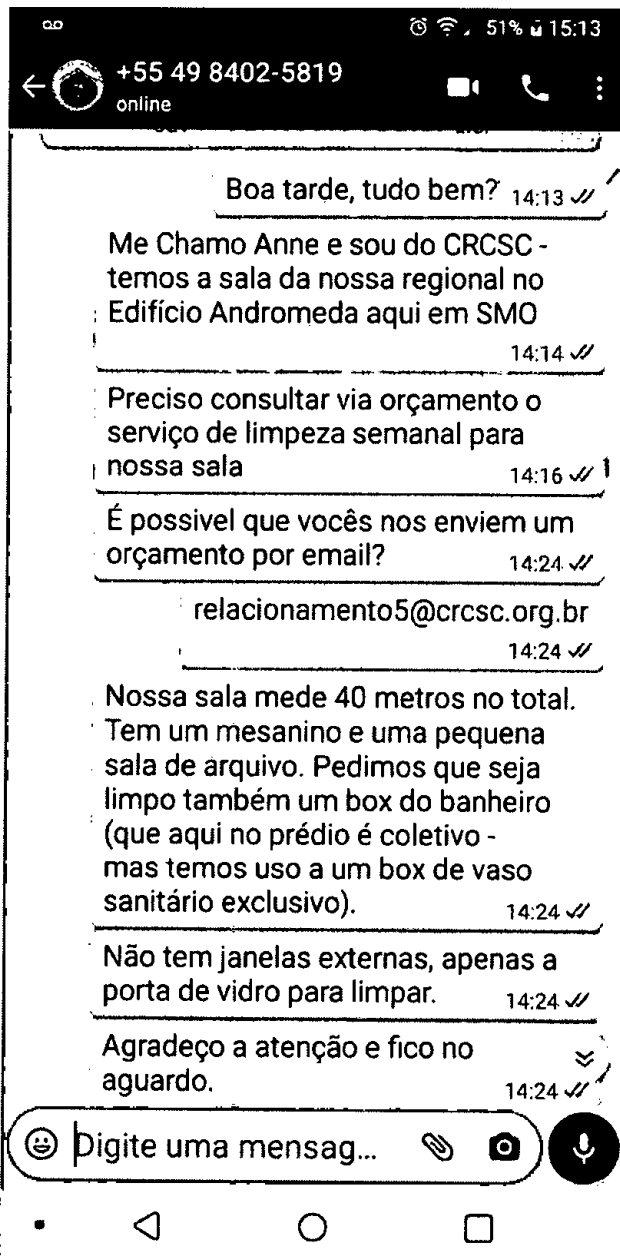 51% 15:13
+55 49 8402-5819
online
Boa tarde, tudo bem? 14:13
Me Chamo Anne e sou do CRCSC -
temos a sala da nossa regional no
Edifício Andromeda aqui em SMO
14:14
Preciso consultar via orçamento o
serviço de limpeza semanal para
nossa sala 14:16
É possivel que vocês nos enviem um
orçamento por email? 14:24
relacionamento5@crcsc.org.br
14:24
Nossa sala mede 40 metros no total.
Tem um mesanino e uma pequena
sala de arquivo. Pedimos que seja
limpo também um box do banheiro
(que aqui no prédio é coletivo -
mas temos uso a um box de vaso
sanitário exclusivo). 14:24
Não tem janelas externas, apenas a
porta de vidro para limpar. 14:24
Agradeço a atenção e fico no
aguardo. 14:24
Digite uma mensag...